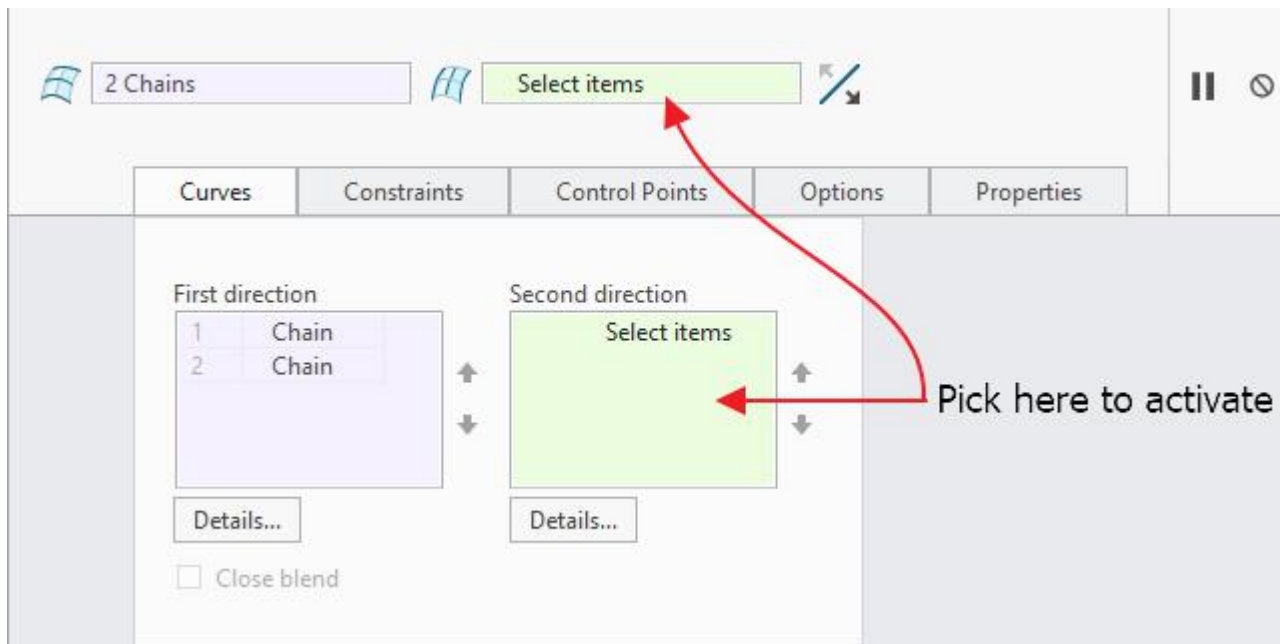 2 Chains
Select items
Curves
Constraints
Control Points
Options
Properties
First direction
Second direction
1 Chain
2 Chain
Select items
Pick here to activate
Details...
Details...
Close blend